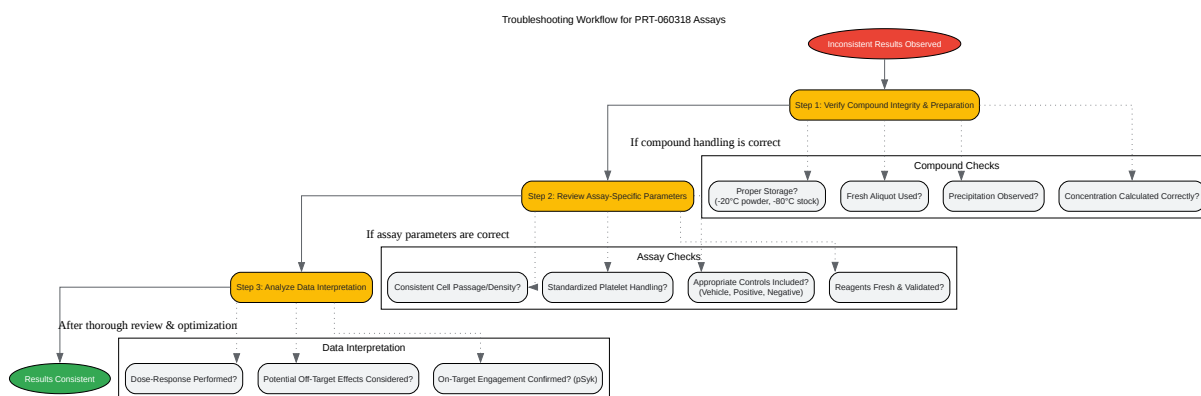 Troubleshooting Workflow for PRT-060318 Assays
Inconsistent Results Observed
Step 1: Verify Compound Integrity & Preparation
If compound handling is correct
Compound Checks
Proper Storage?
(-20°C powder, -80°C stock)
Fresh Aliquot Used?
Precipitation Observed?
Concentration Calculated Correctly?
Step 2: Review Assay-Specific Parameters
If assay parameters are correct
Assay Checks
Consistent Cell Passage/Density?
Standardized Platelet Handling?
Appropriate Controls Included?
(Vehicle, Positive, Negative)
Reagents Fresh & Validated?
Step 3: Analyze Data Interpretation
After thorough review & optimization
Data Interpretation
Results Consistent
Dose-Response Performed?
Potential Off-Target Effects Considered?
On-Target Engagement Confirmed? (pSyk)